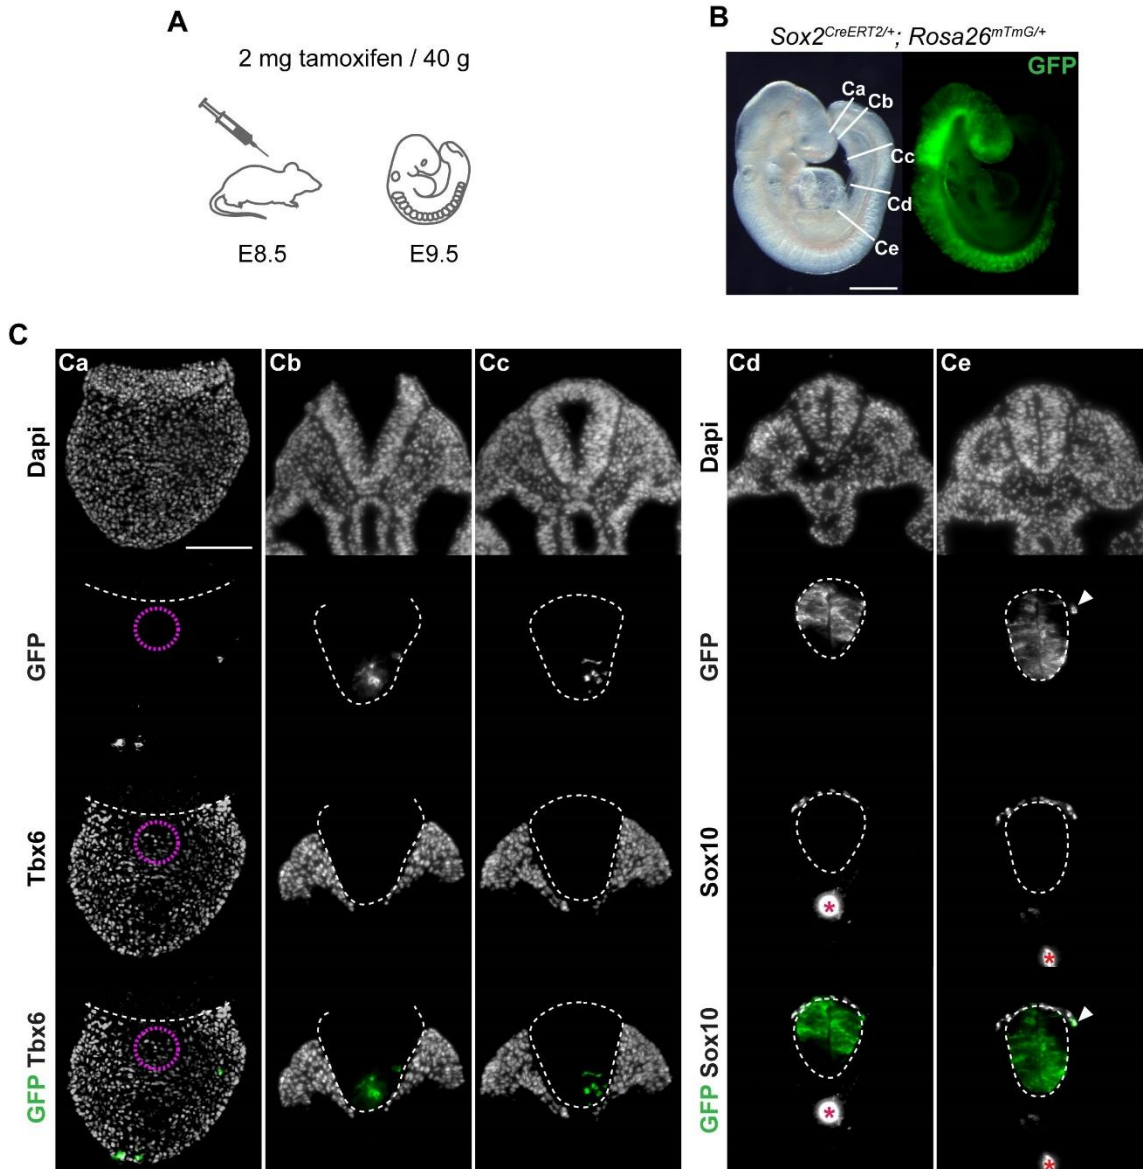 A
2 mg tamoxifen / 40 g
E8.5
E9.5
B
Sox2CreERT2/+; Rosa26mTmG/+
GFP
Ca
Cb
Cc
Cd
Ce
C
Ca
Cb
Cc
Cd
Ce
Dapi
Dapi
GFP
GFP
Tbx6
Sox10
*
*
GFP Tbx6
GFP Sox10
*
*